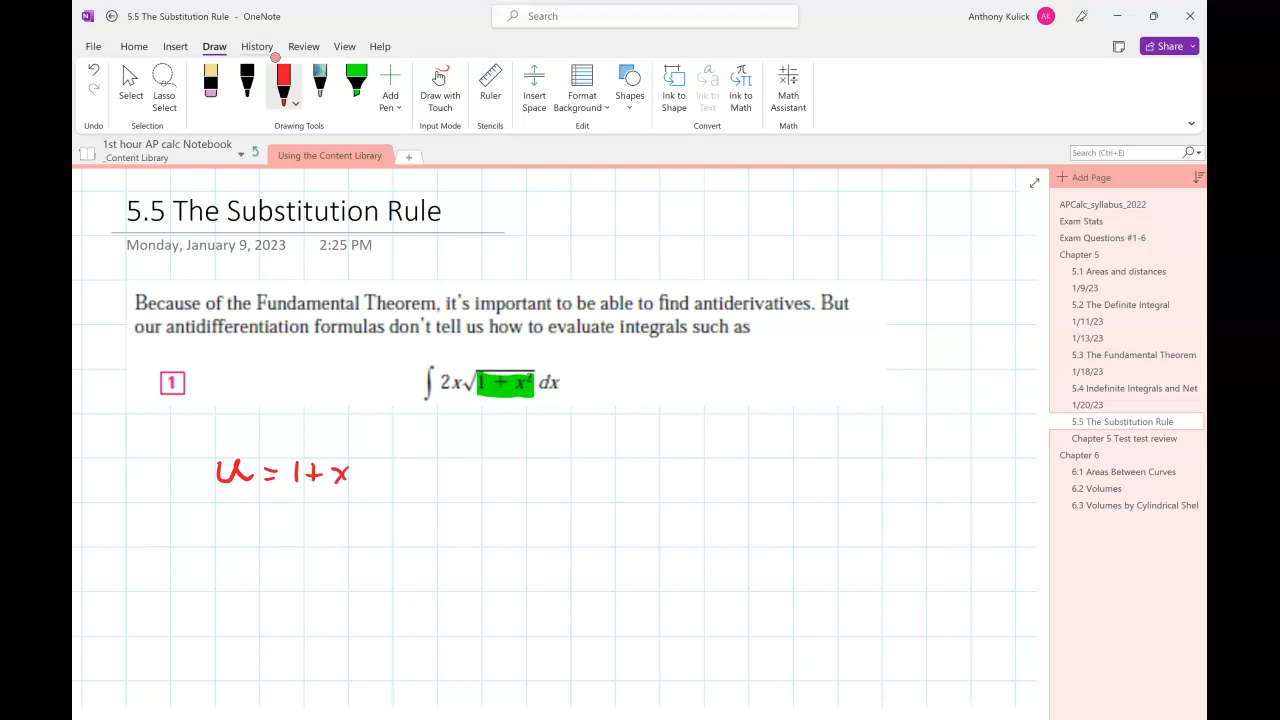 5.5 The Substitution Rule - OneNote
Search
Anthony Kulick
AK
File Home Insert Draw History Review View Help
Share
Select
Lasso Select
Add Pen
Draw with Touch
Ruler
Insert Space
Format Background
Shapes
Ink to Shape
Ink to Text
Ink to Math
Math Assistant
Undo Selection Drawing Tools Input Mode Stencils Edit Convert Math
1st hour AP calc Notebook
_Content Library
Using the Content Library
Search (Ctrl+E)
Add Page
5.5 The Substitution Rule
Monday, January 9, 2023 2:25 PM
Because of the Fundamental Theorem, it's important to be able to find antiderivatives. But
our antidifferentiation formulas don't tell us how to evaluate integrals such as
1 ∫ 2x√(1 + x²) dx
u = 1 + x
APCalc_syllabus_2022
Exam Stats
Exam Questions #1-6
Chapter 5
5.1 Areas and distances
1/9/23
5.2 The Definite Integral
1/11/23
1/13/23
5.3 The Fundamental Theorem
1/18/23
5.4 Indefinite Integrals and Net
1/20/23
5.5 The Substitution Rule
Chapter 5 Test test review
Chapter 6
6.1 Areas Between Curves
6.2 Volumes
6.3 Volumes by Cylindrical Shel